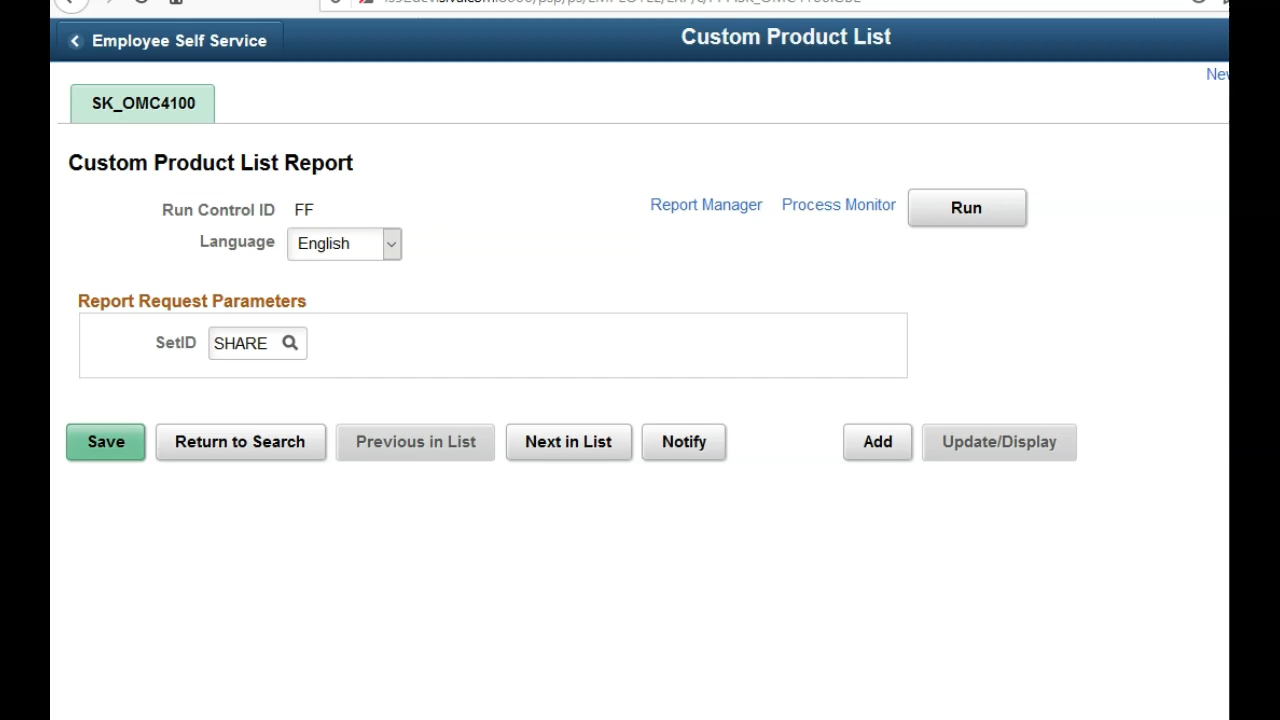 Employee Self Service
Custom Product List
SK_OMC4100
Custom Product List Report
Run Control ID FF
Report Manager Process Monitor Run
Language English
Report Request Parameters
SetID SHARE
Save Return to Search Previous in List Next in List Notify Add Update/Display